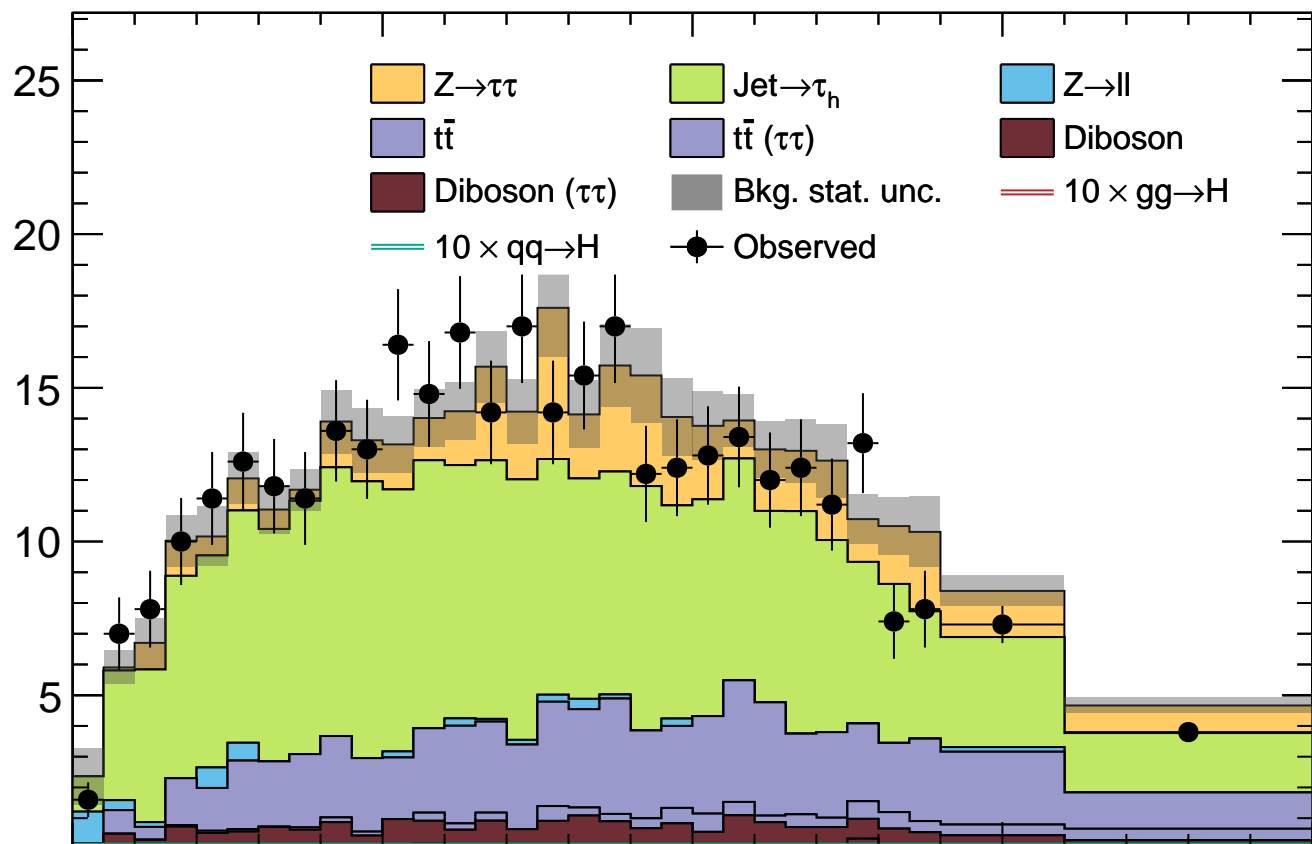 25
Z→ττ Jet→τh Z→ll
tt̄ tt̄ (ττ) Diboson
Diboson (ττ) Bkg. stat. unc. 10 × gg→H
20
10 × qq→H Observed
15
10
5